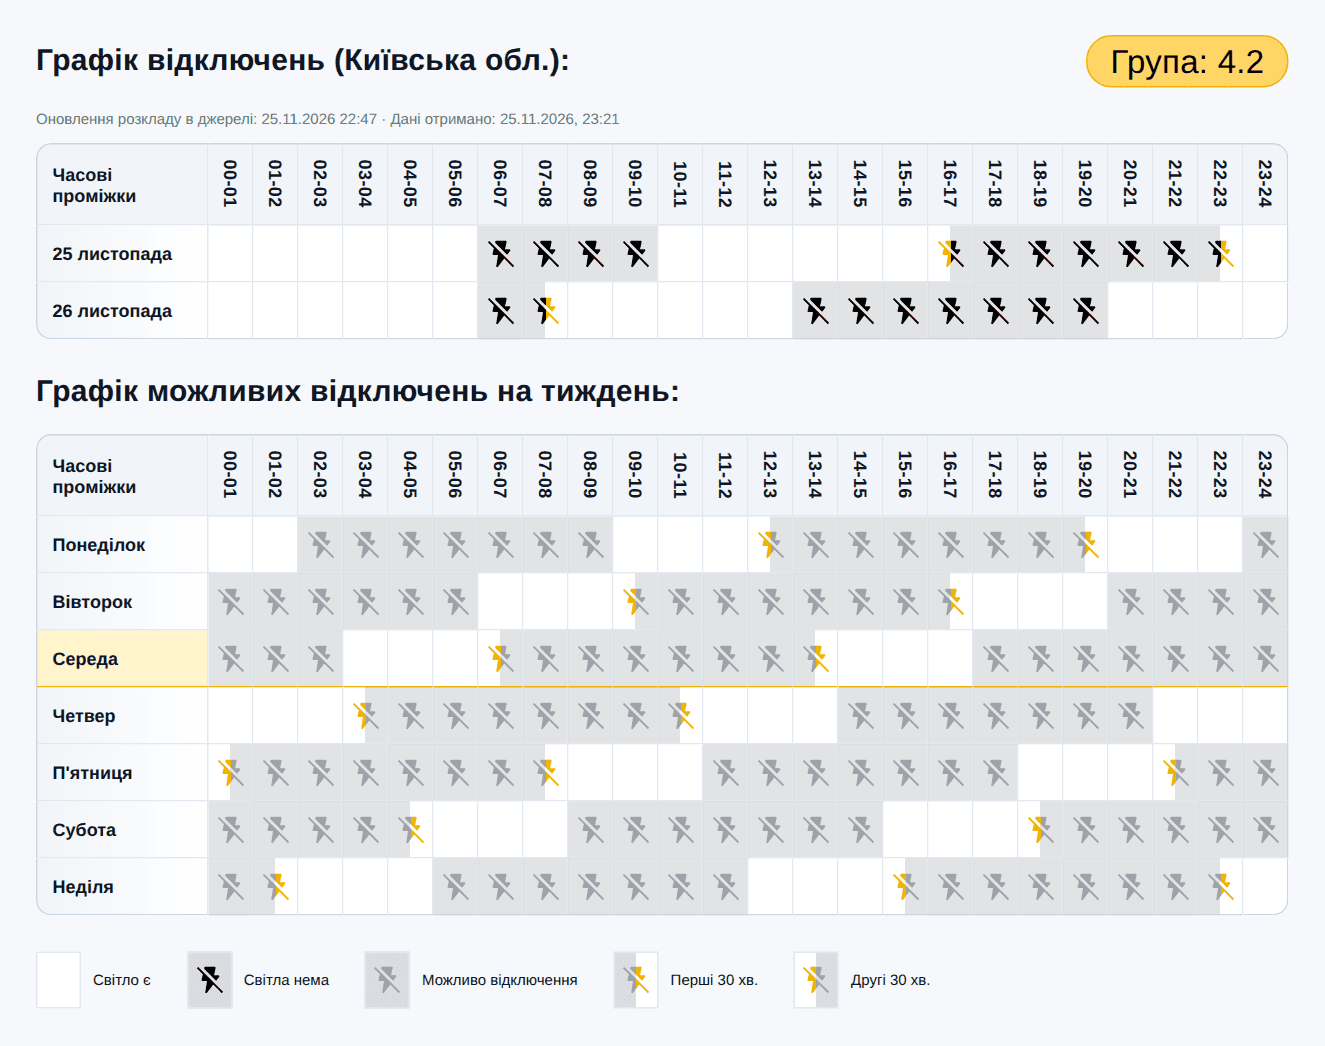 Графік відключень (Київська обл.):
Група: 4.2
Оновлення розкладу в джерелі: 25.11.2026 22:47 · Дані отримано: 25.11.2026, 23:21
Часові проміжки 00-01 01-02 02-03 03-04 04-05 05-06 06-07 07-08 08-09 09-10 10-11 11-12 12-13 13-14 14-15 15-16 16-17 17-18 18-19 19-20 20-21 21-22 22-23 23-24
25 листопада
26 листопада
Графік можливих відключень на тиждень:
Часові проміжки 00-01 01-02 02-03 03-04 04-05 05-06 06-07 07-08 08-09 09-10 10-11 11-12 12-13 13-14 14-15 15-16 16-17 17-18 18-19 19-20 20-21 21-22 22-23 23-24
Понеділок
Вівторок
Середа
Четвер
П'ятниця
Субота
Неділя
Світло є Світла нема Можливо відключення Перші 30 хв. Другі 30 хв.